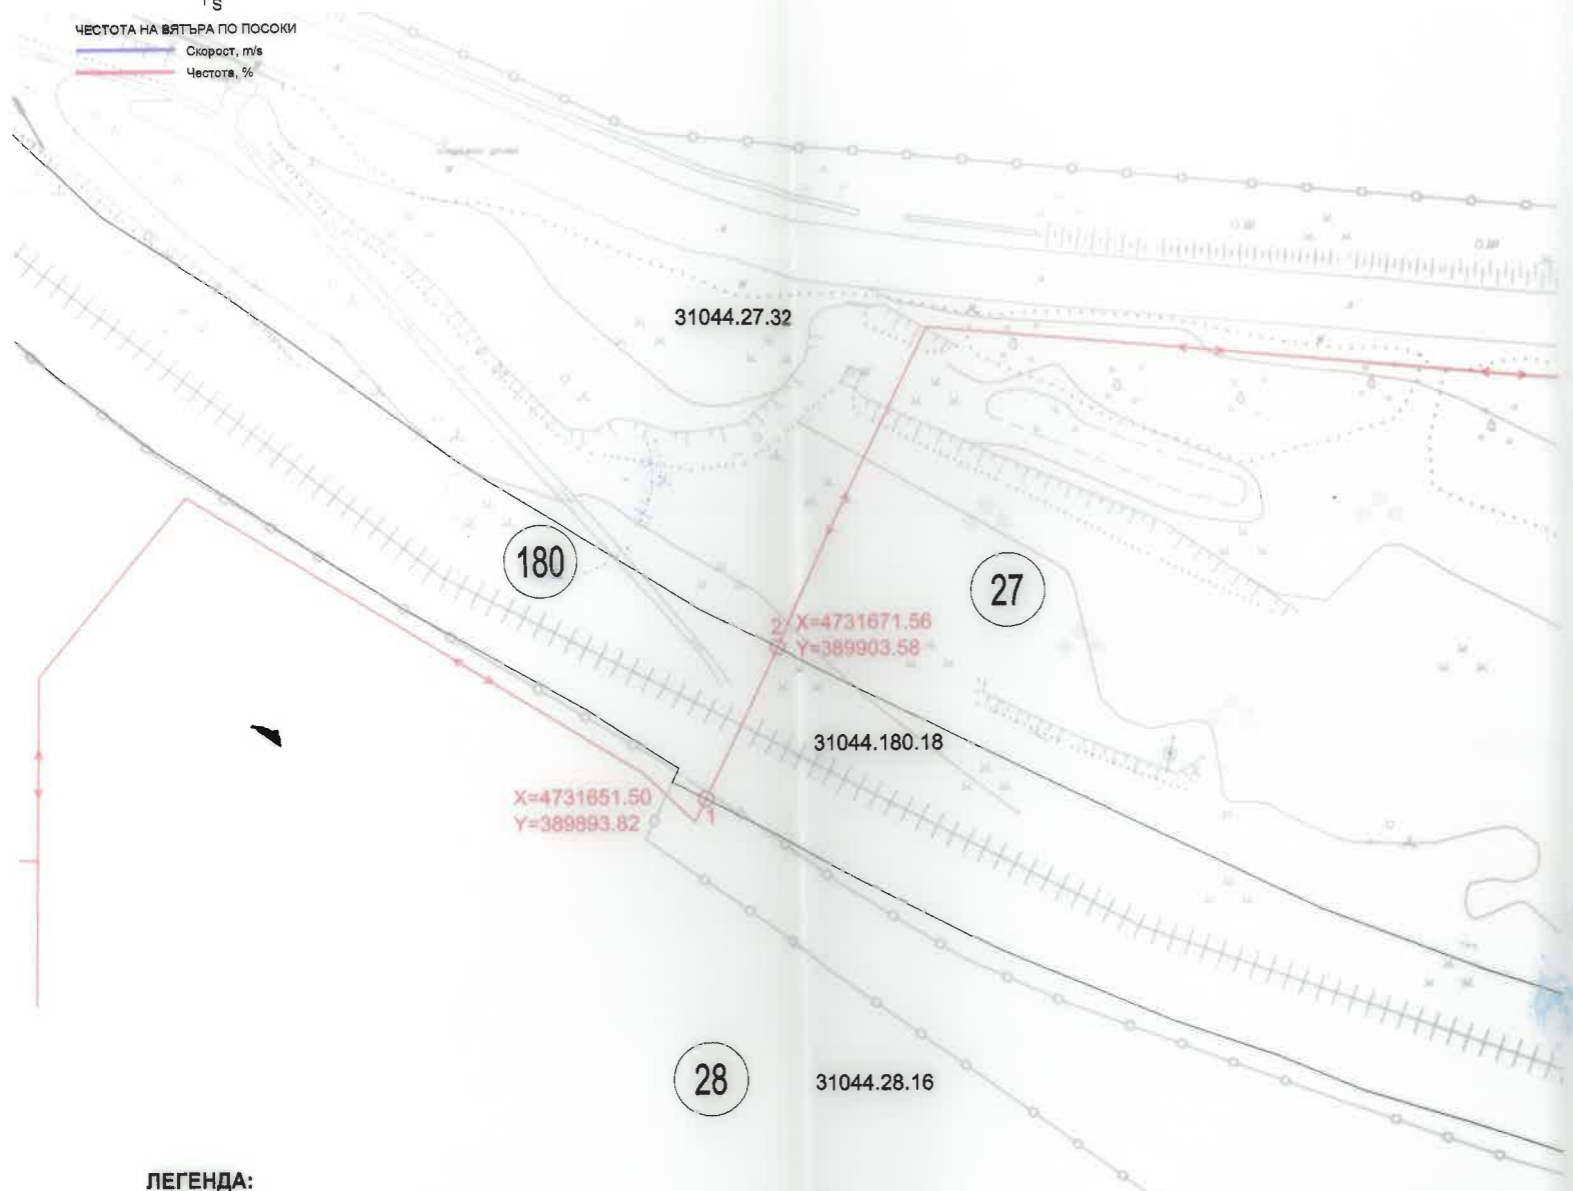 S
ЧЕСТОТА НА ВЯТЪРА ПО ПОСОКИ
Скорост, m/s
Честота, %
31044.27.32
180
27
2
X=4731671.56
Y=389903.58
31044.180.18
X=4731651.50
Y=389893.82
1
28
31044.28.16
ЛЕГЕНДА: